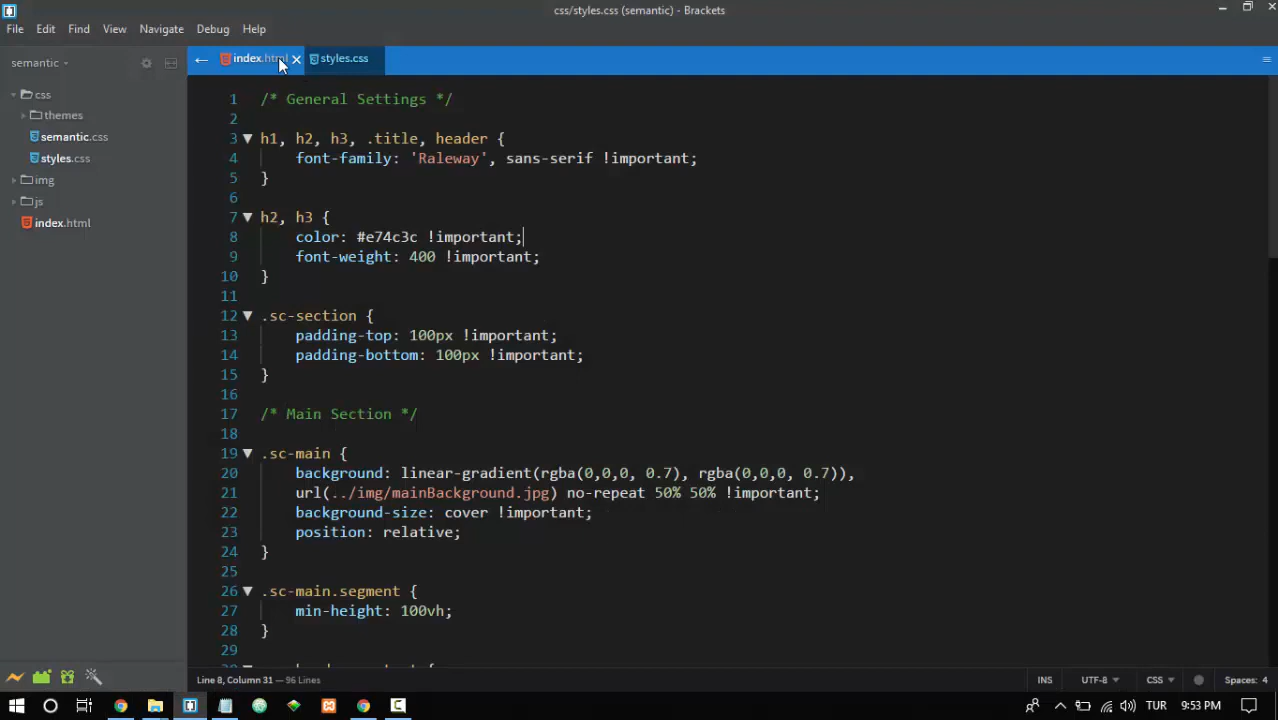 css/styles.css (semantic) - Brackets
File Edit Find View Navigate Debug Help
semantic
index.html
styles.css
css
themes
semantic.css
styles.css
img
js
index.html
1 /* General Settings */
2
3 h1, h2, h3, .title, header {
4 font-family: 'Raleway', sans-serif !important;
5 }
6
7 h2, h3 {
8 color: #e74c3c !important;
9 font-weight: 400 !important;
10 }
11
12 .sc-section {
13 padding-top: 100px !important;
14 padding-bottom: 100px !important;
15 }
16
17 /* Main Section */
18
19 .sc-main {
20 background: linear-gradient(rgba(0,0,0, 0.7), rgba(0,0,0, 0.7)),
21 url(../img/mainBackground.jpg) no-repeat 50% 50% !important;
22 background-size: cover !important;
23 position: relative;
24 }
25
26 .sc-main.segment {
27 min-height: 100vh;
28 }
29
Line 8, Column 31 — 96 Lines
INS UTF-8 CSS Spaces: 4
TUR 9:53 PM